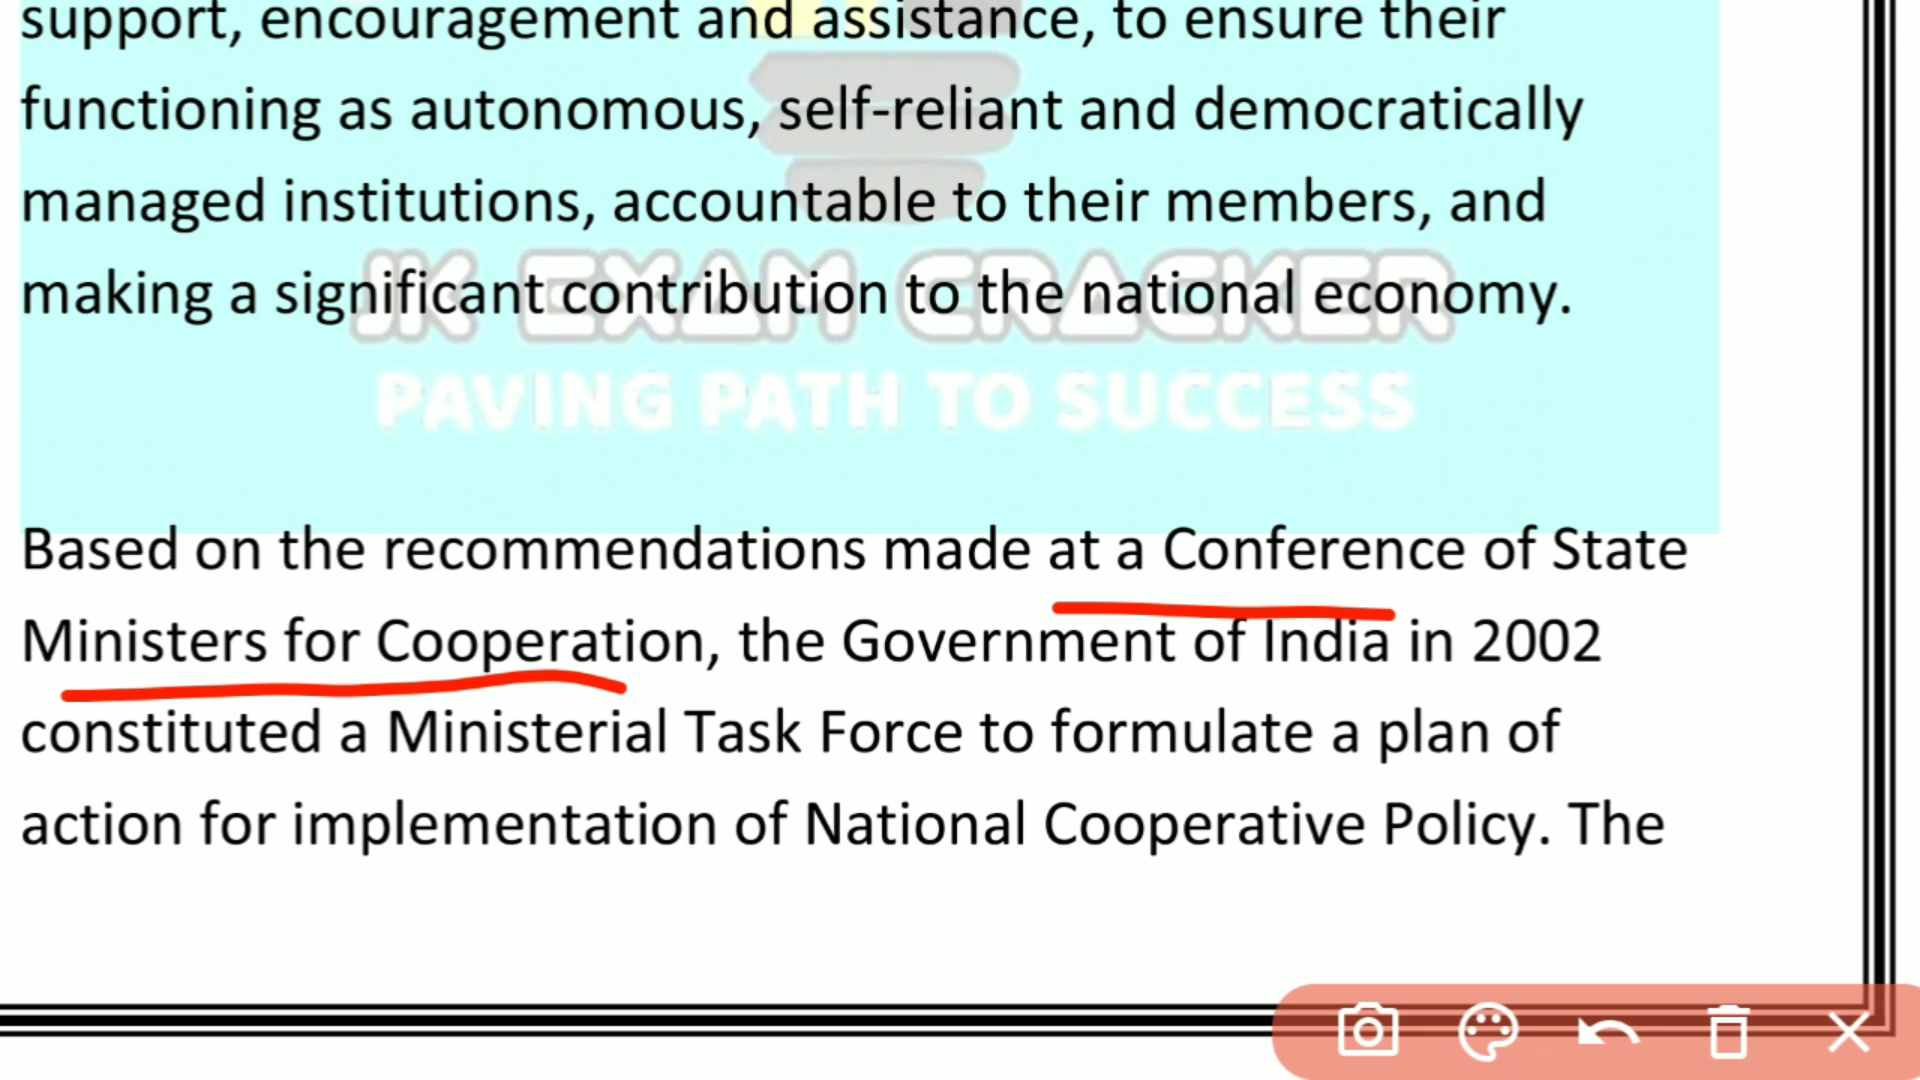 support, encouragement and assistance, to ensure their
functioning as autonomous, self-reliant and democratically
managed institutions, accountable to their members, and
making a significant contribution to the national economy.
JK EXAM CRACKER
PAVING PATH TO SUCCESS
Based on the recommendations made at a Conference of State
Ministers for Cooperation, the Government of India in 2002
constituted a Ministerial Task Force to formulate a plan of
action for implementation of National Cooperative Policy. The